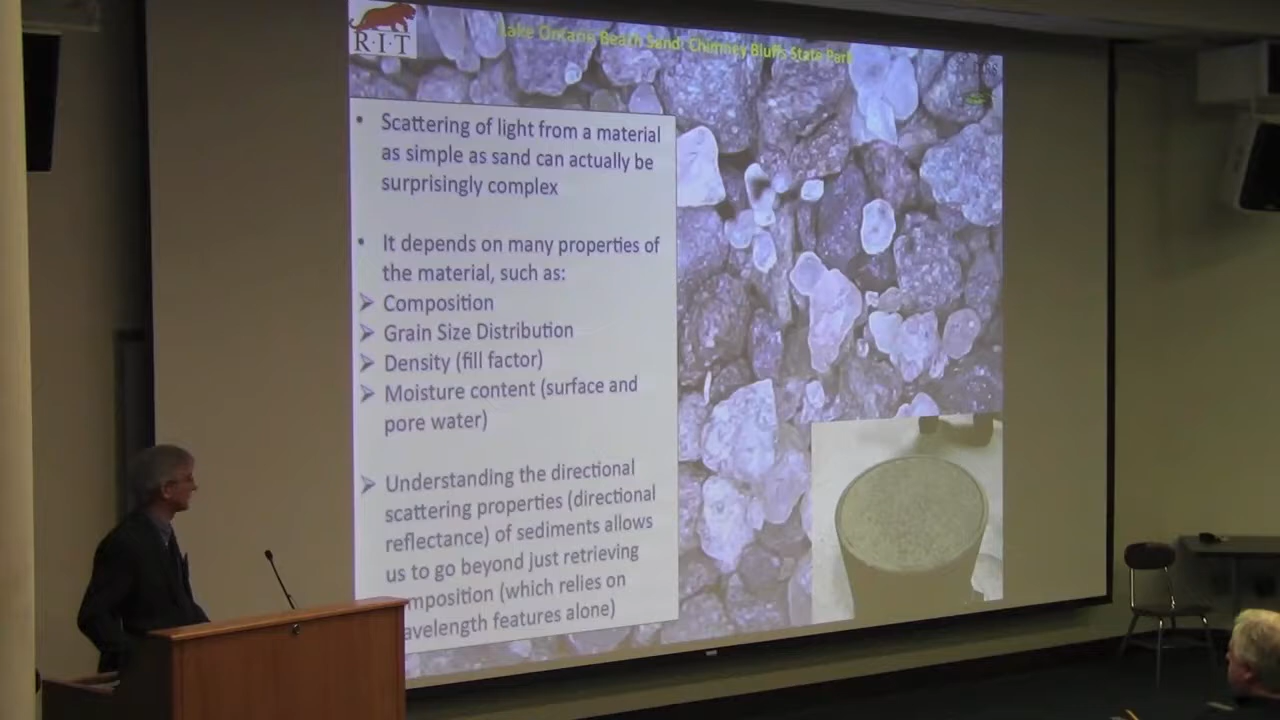 R·I·T
Lake Ontario Beach Sand: Chimney Bluffs State Park
• Scattering of light from a material
as simple as sand can actually be
surprisingly complex
• It depends on many properties of
the material, such as:
➢ Composition
➢ Grain Size Distribution
➢ Density (fill factor)
➢ Moisture content (surface and
pore water)
➢ Understanding the directional
scattering properties (directional
reflectance) of sediments allows
us to go beyond just retrieving
mposition (which relies on
avelength features alone)